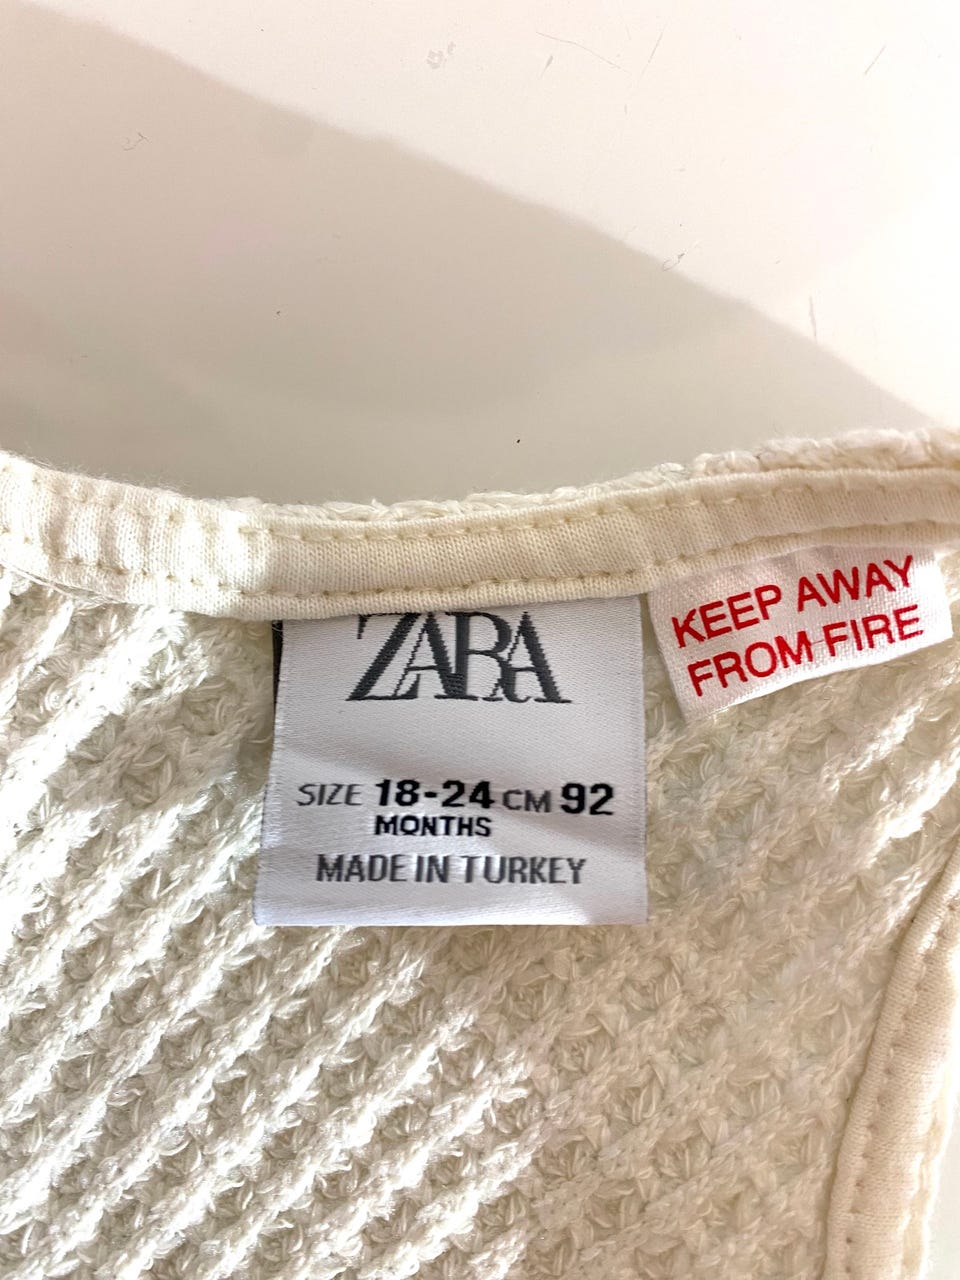 ZARA
SIZE 18-24 CM 92
MONTHS
MADE IN TURKEY
KEEP AWAY
FROM FIRE